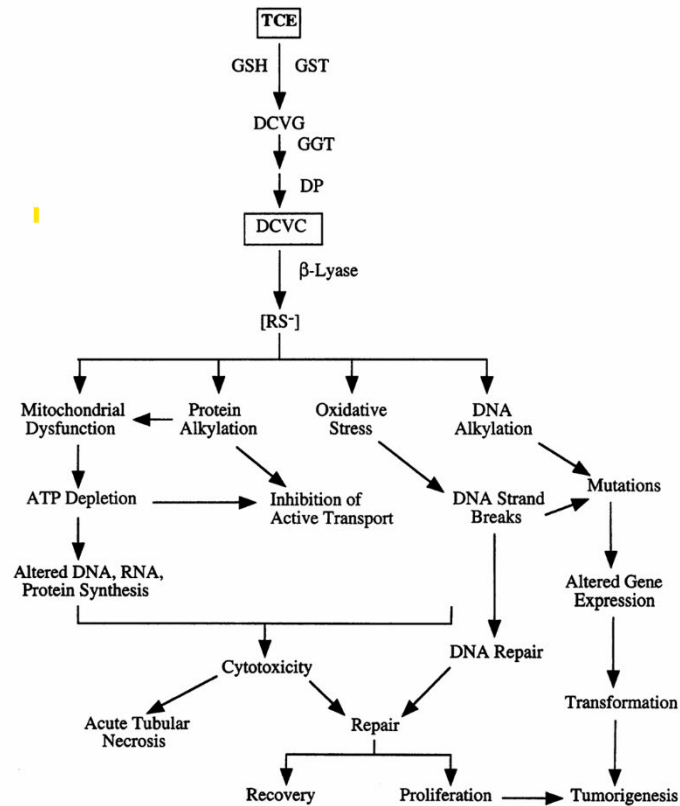 TCE
GSH GST
DCVG
GGT
DP
DCVC
β-Lyase
[RS-]
Mitochondrial Protein Oxidative DNA
Dysfunction Alkylation Stress Alkylation
Mutations
ATP Depletion Inhibition of DNA Strand
Active Transport Breaks
Altered DNA, RNA, Altered Gene
Protein Synthesis Expression
DNA Repair
Cytotoxicity
Transformation
Acute Tubular Repair
Necrosis
Recovery Proliferation Tumorigenesis